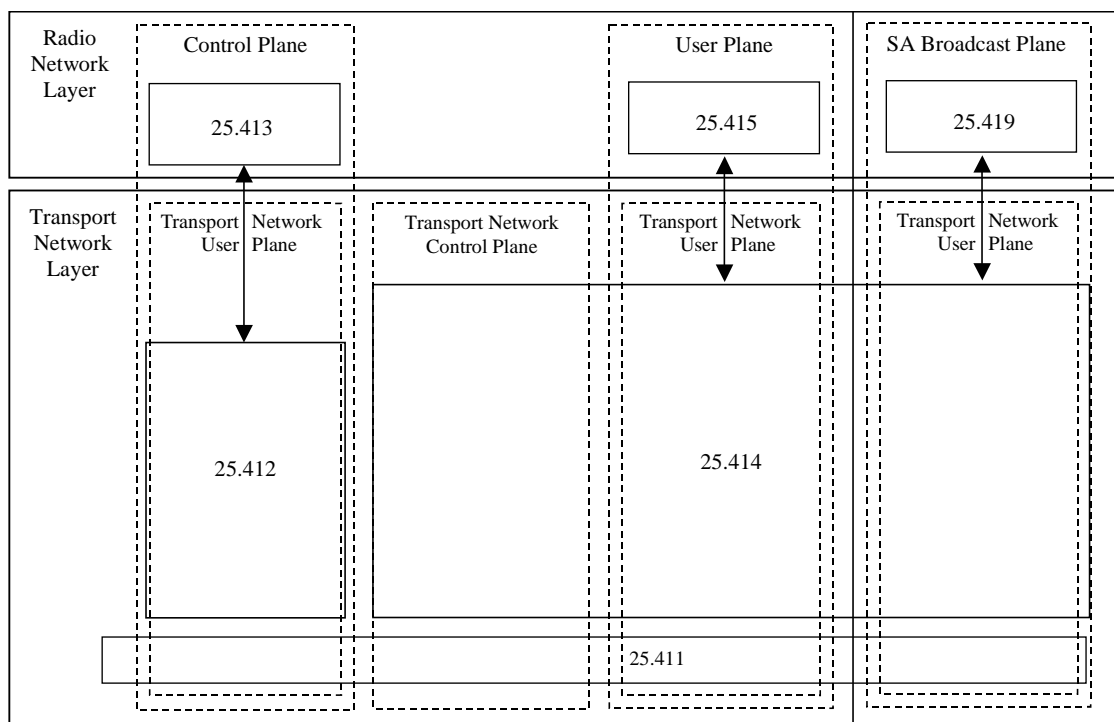 Radio
Network
Layer
Control Plane
User Plane
SA Broadcast Plane
25.413
25.415
25.419
Transport
Network
Layer
Transport Network
User Plane
Transport Network
Control Plane
Transport Network
User Plane
Transport Network
User Plane
25.412
25.414
25.411